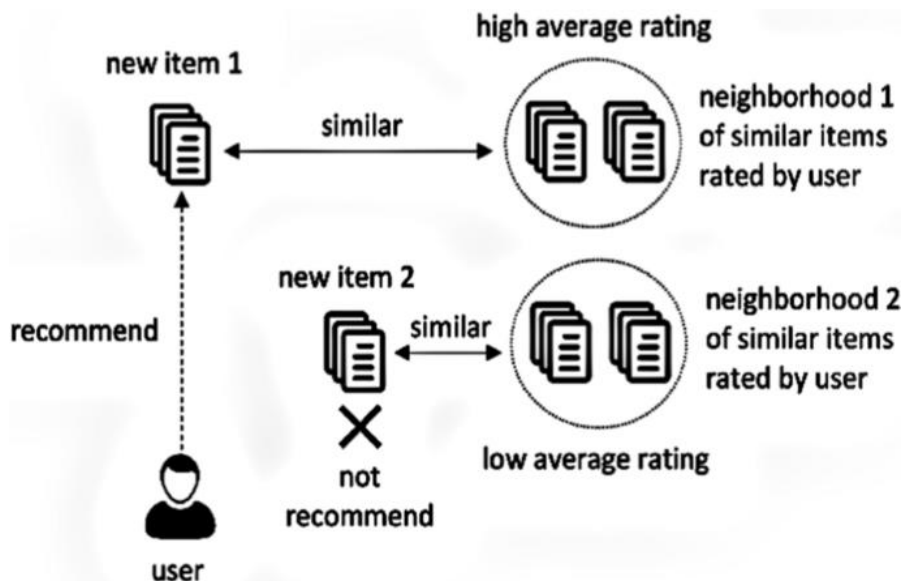 high average rating
new item 1
similar
neighborhood 1
of similar items
rated by user
new item 2
similar
neighborhood 2
of similar items
rated by user
recommend
not
recommend
low average rating
user